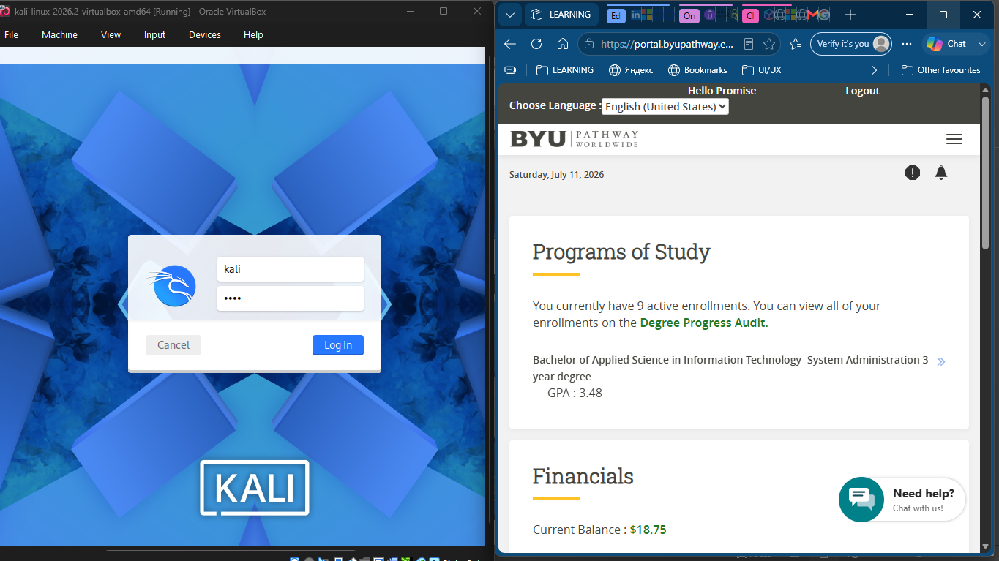 kali-linux-2026.2-virtualbox-amd64 [Running] - Oracle VirtualBox
File Machine View Input Devices Help
kali
••••
Cancel
Log In
KALI
LEARNING
Ed
On
Cl
https://portal.byupathway.e...
Verify it's you
Chat
LEARNING
Яндекс
Bookmarks
UI/UX
Other favourites
Hello Promise
Logout
Choose Language :
English (United States)
BYU
PATHWAY
WORLDWIDE
Saturday, July 11, 2026
Programs of Study
You currently have 9 active enrollments. You can view all of your
enrollments on the Degree Progress Audit.
Bachelor of Applied Science in Information Technology- System Administration 3-
year degree
GPA : 3.48
Financials
Need help?
Chat with us!
Current Balance : $18.75